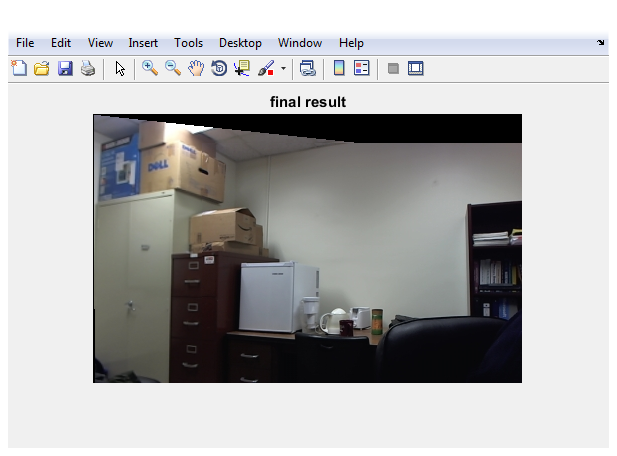 File Edit View Insert Tools Desktop Window Help
final result
DELL